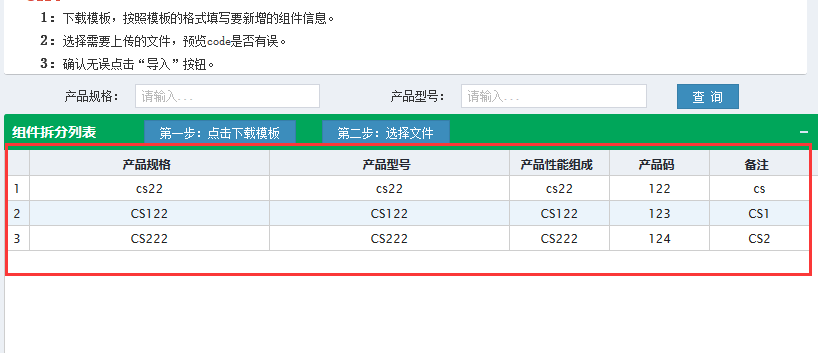 1：下载模板，按照模板的格式填写要新增的组件信息。
2：选择需要上传的文件，预览code是否有误。
3：确认无误点击“导入”按钮。
产品规格： 请输入... 产品型号： 请输入... 查 询
组件拆分列表 第一步：点击下载模板 第二步：选择文件
产品规格 产品型号 产品性能组成 产品码 备注
1 cs22 cs22 cs22 122 cs
2 CS122 CS122 CS122 123 CS1
3 CS222 CS222 CS222 124 CS2